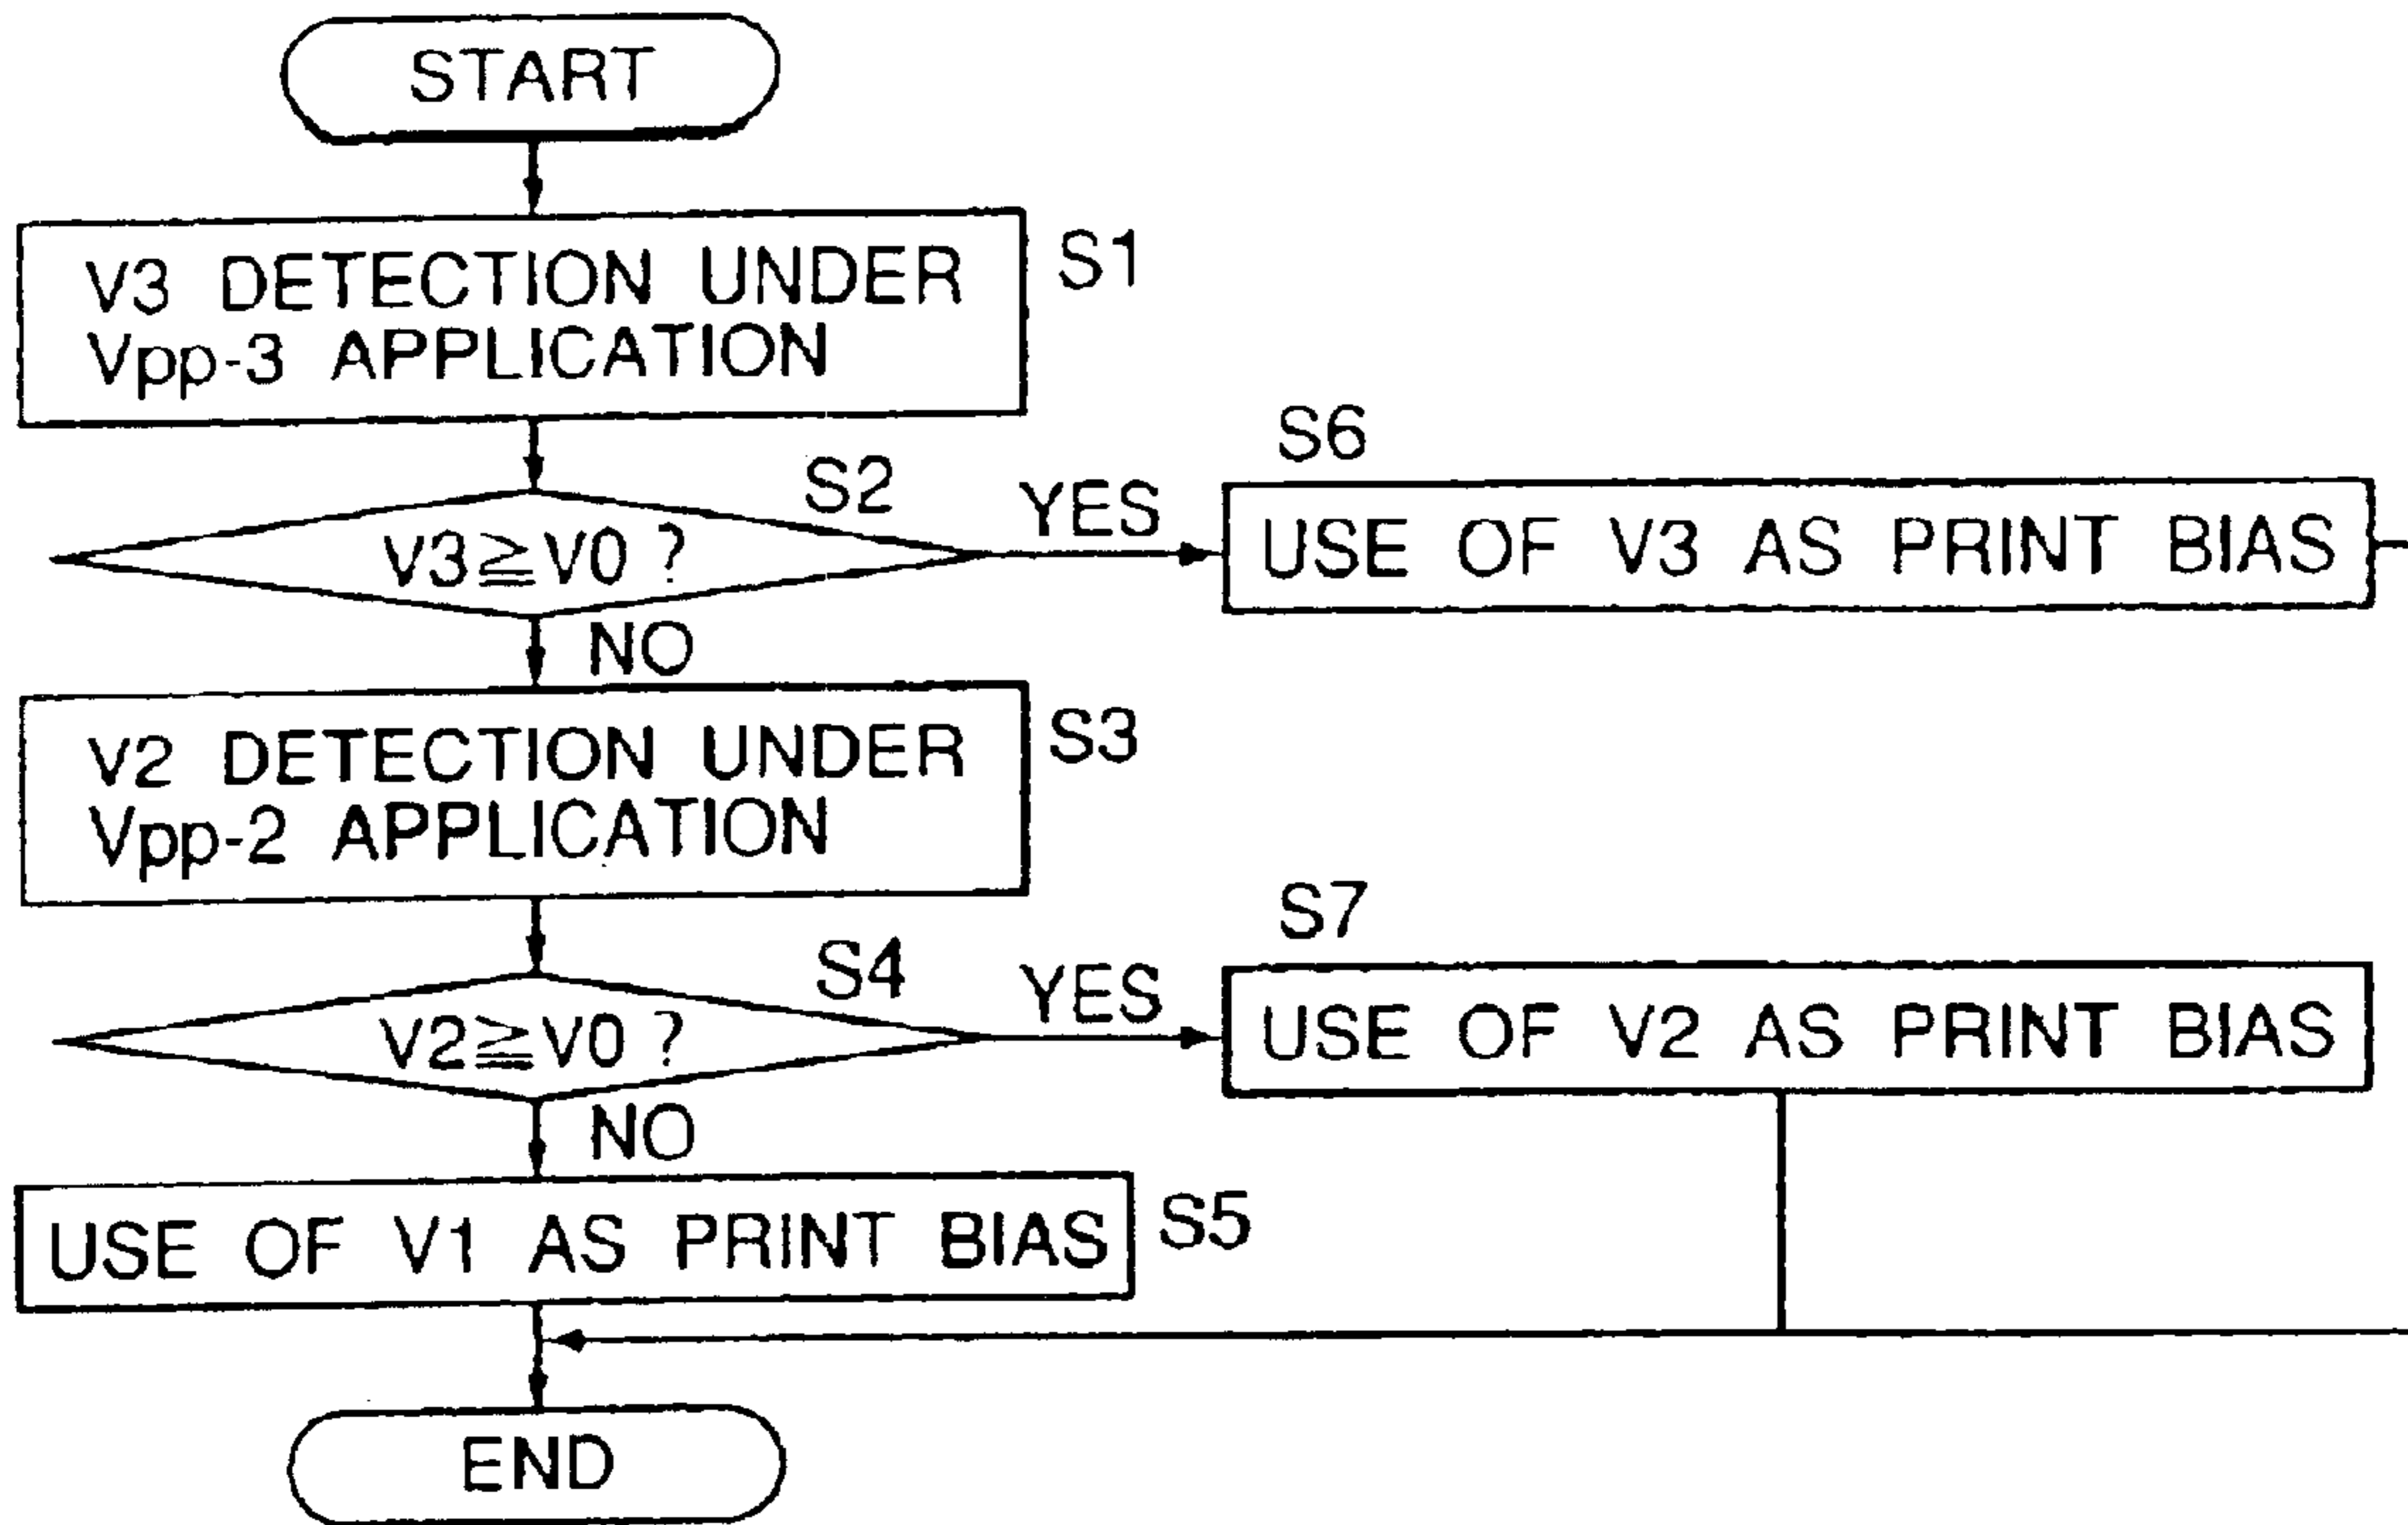 START
V3 DETECTION UNDER
Vpp-3 APPLICATION
S1
V3≧V0 ?
S2
YES
S6
USE OF V3 AS PRINT BIAS
NO
V2 DETECTION UNDER
Vpp-2 APPLICATION
S3
V2≧V0 ?
S4
YES
S7
USE OF V2 AS PRINT BIAS
NO
USE OF V1 AS PRINT BIAS
S5
END